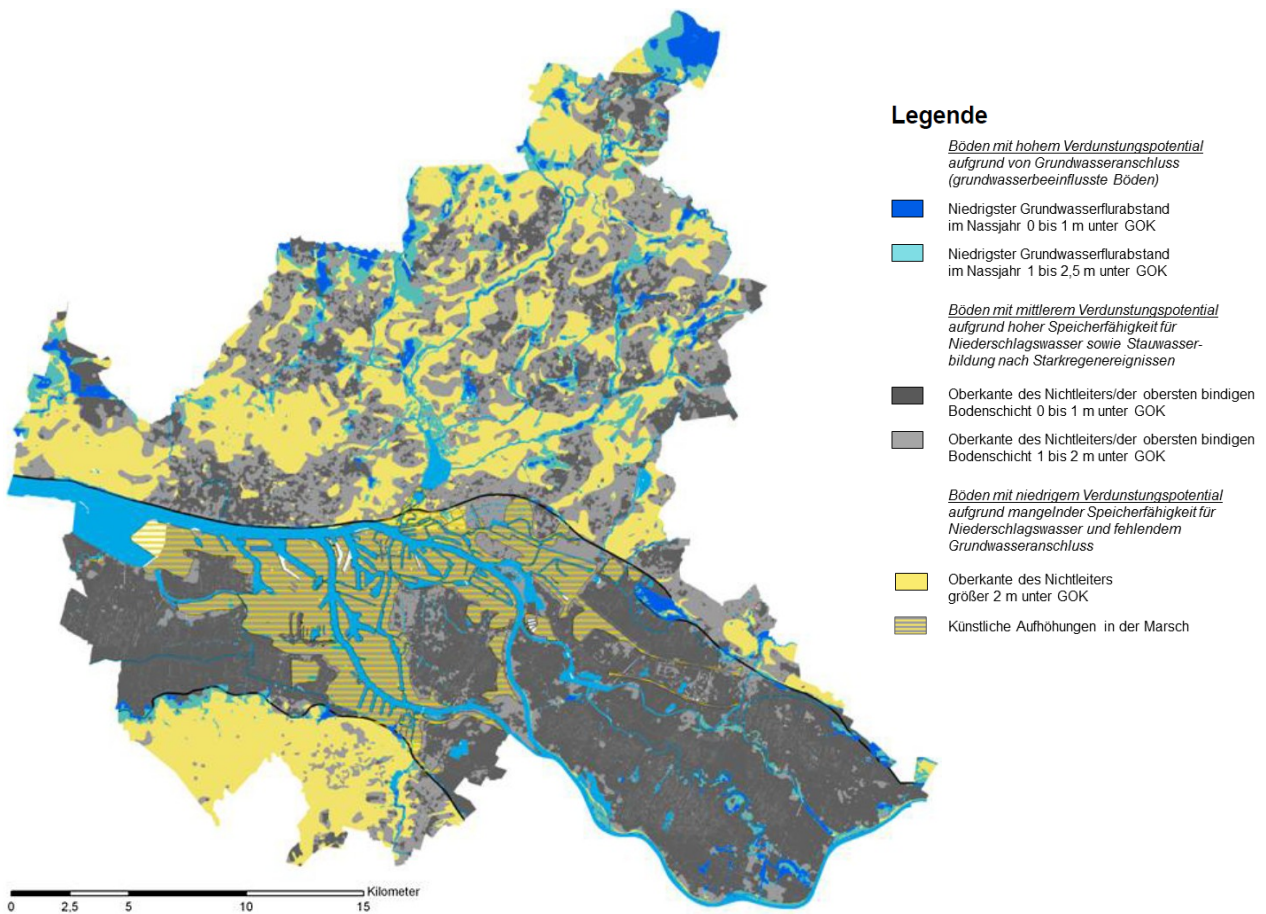 Legende
Böden mit hohem Verdunstungspotential
aufgrund von Grundwasseranschluss
(grundwasserbeeinflusste Böden)
Niedrigster Grundwasserflurabstand
im Nassjahr 0 bis 1 m unter GOK
Niedrigster Grundwasserflurabstand
im Nassjahr 1 bis 2,5 m unter GOK
Böden mit mittlerem Verdunstungspotential
aufgrund hoher Speicherfähigkeit für
Niederschlagswasser sowie Stauwasser-
bildung nach Starkregenereignissen
Oberkante des Nichtleiters/der obersten bindigen
Bodenschicht 0 bis 1 m unter GOK
Oberkante des Nichtleiters/der obersten bindigen
Bodenschicht 1 bis 2 m unter GOK
Böden mit niedrigem Verdunstungspotential
aufgrund mangelnder Speicherfähigkeit für
Niederschlagswasser und fehlendem
Grundwasseranschluss
Oberkante des Nichtleiters
größer 2 m unter GOK
Künstliche Aufhöhungen in der Marsch
Kilometer
0 2,5 5 10 15